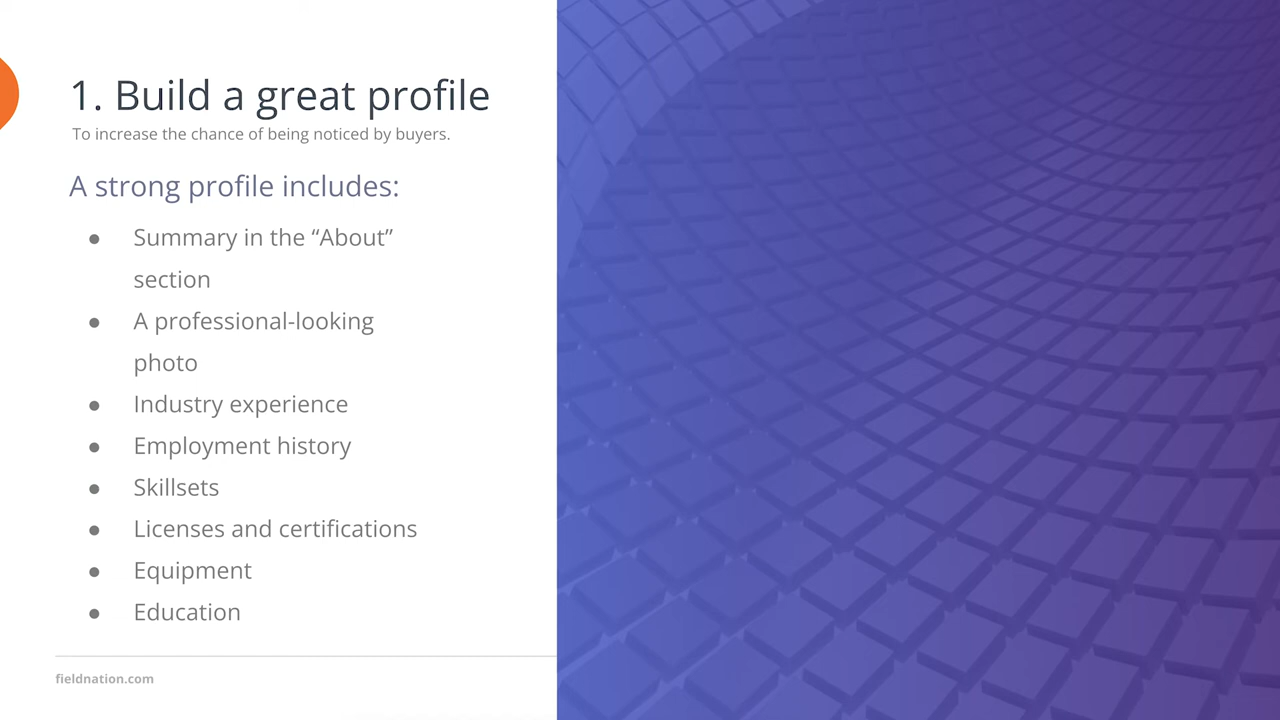 1. Build a great profile
To increase the chance of being noticed by buyers.
A strong profile includes:
● Summary in the “About”
section
● A professional-looking
photo
● Industry experience
● Employment history
● Skillsets
● Licenses and certifications
● Equipment
● Education
fieldnation.com